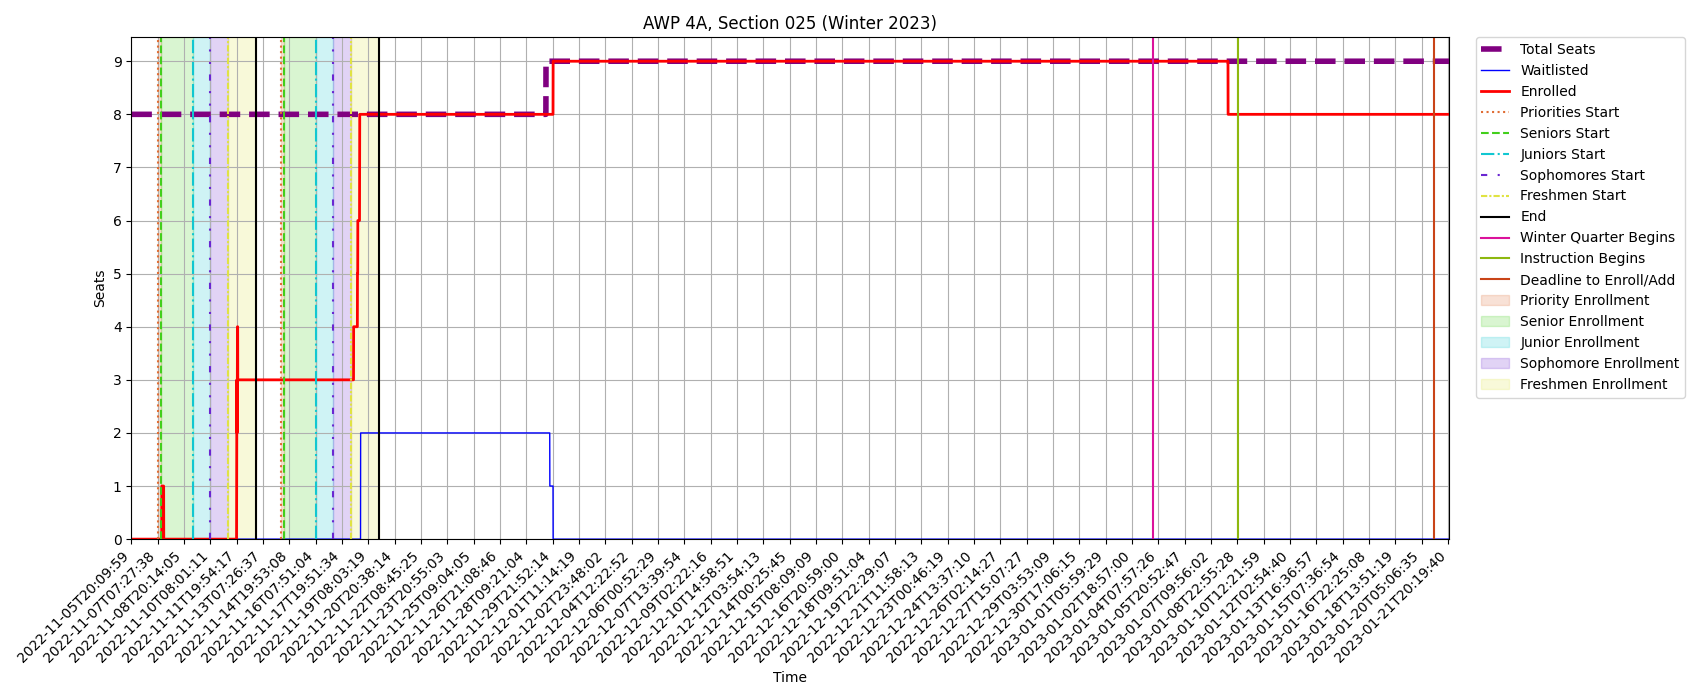 AWP 4A, Section 025 (Winter 2023)
Seats
9
8
7
6
5
4
3
2
1
0
2022-11-05T20:09:59
2022-11-07T07:27:38
2022-11-08T20:14:05
2022-11-10T08:01:11
2022-11-11T19:54:17
2022-11-13T07:26:37
2022-11-14T19:53:08
2022-11-16T07:51:04
2022-11-17T19:51:34
2022-11-19T08:03:19
2022-11-20T20:38:14
2022-11-22T08:45:25
2022-11-23T20:55:03
2022-11-25T09:04:05
2022-11-26T21:08:46
2022-11-28T09:21:04
2022-11-29T21:52:14
2022-12-01T11:14:19
2022-12-02T23:48:02
2022-12-04T12:22:52
2022-12-06T00:52:29
2022-12-07T13:39:54
2022-12-09T02:22:16
2022-12-10T14:58:51
2022-12-12T03:54:13
2022-12-14T00:25:45
2022-12-15T08:09:09
2022-12-16T20:59:00
2022-12-18T09:51:04
2022-12-19T22:29:07
2022-12-21T11:58:13
2022-12-23T00:46:19
2022-12-24T13:37:10
2022-12-26T02:14:27
2022-12-27T15:07:27
2022-12-29T03:53:09
2022-12-30T17:06:15
2023-01-01T05:59:29
2023-01-02T18:57:00
2023-01-04T07:57:26
2023-01-05T20:52:47
2023-01-07T09:56:02
2023-01-08T22:55:28
2023-01-10T12:21:59
2023-01-12T02:54:40
2023-01-13T16:36:57
2023-01-15T07:36:54
2023-01-16T22:25:08
2023-01-18T13:51:19
2023-01-20T05:06:35
2023-01-21T20:19:40
Time
Total Seats
Waitlisted
Enrolled
Priorities Start
Seniors Start
Juniors Start
Sophomores Start
Freshmen Start
End
Winter Quarter Begins
Instruction Begins
Deadline to Enroll/Add
Priority Enrollment
Senior Enrollment
Junior Enrollment
Sophomore Enrollment
Freshmen Enrollment